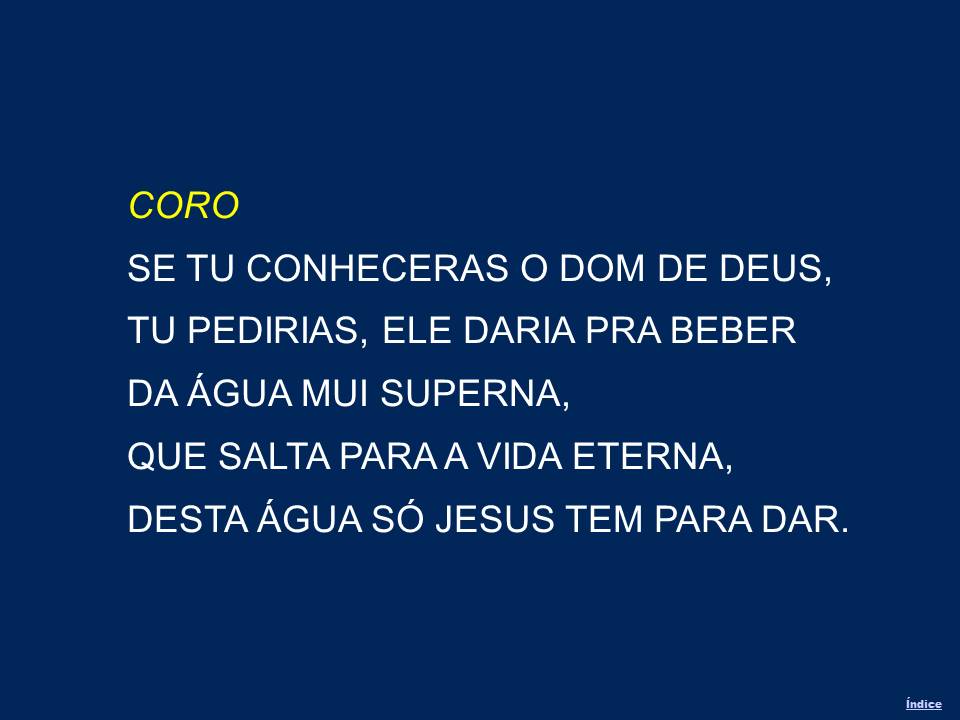 CORO
SE TU CONHECERAS O DOM DE DEUS,
TU PEDIRIAS, ELE DARIA PRA BEBER
DA ÁGUA MUI SUPERNA,
QUE SALTA PARA A VIDA ETERNA,
DESTA ÁGUA SÓ JESUS TEM PARA DAR.
Índice